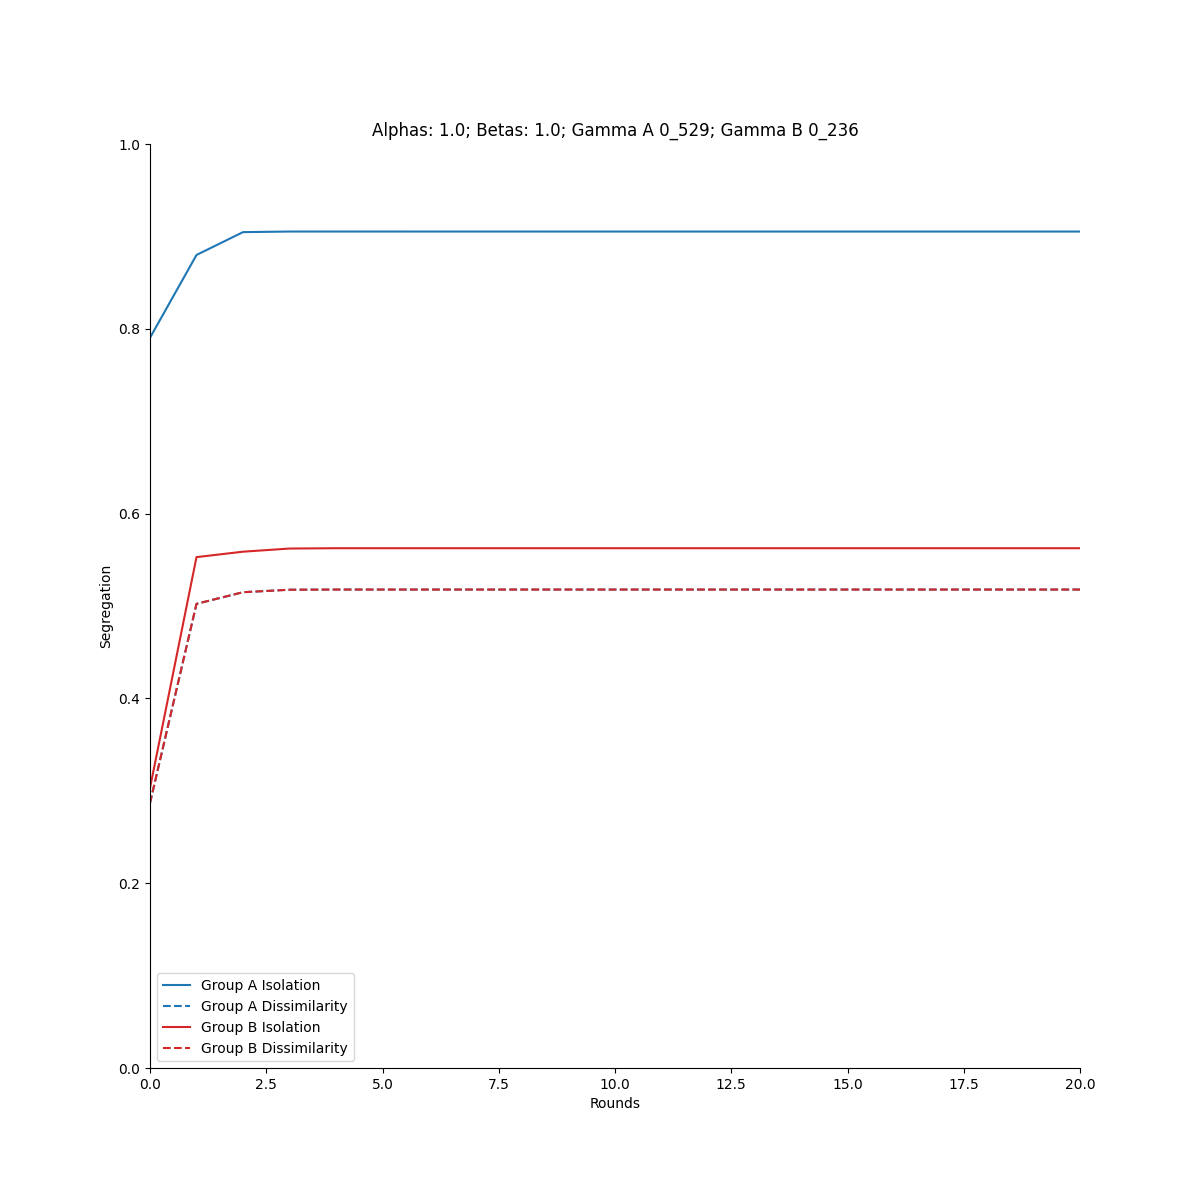 Alphas: 1.0; Betas: 1.0; Gamma A 0_529; Gamma B 0_236
1.0
0.8
0.6
0.4
0.2
0.0
Segregation
Group A Isolation
Group A Dissimilarity
Group B Isolation
Group B Dissimilarity
0.0 2.5 5.0 7.5 10.0 12.5 15.0 17.5 20.0
Rounds